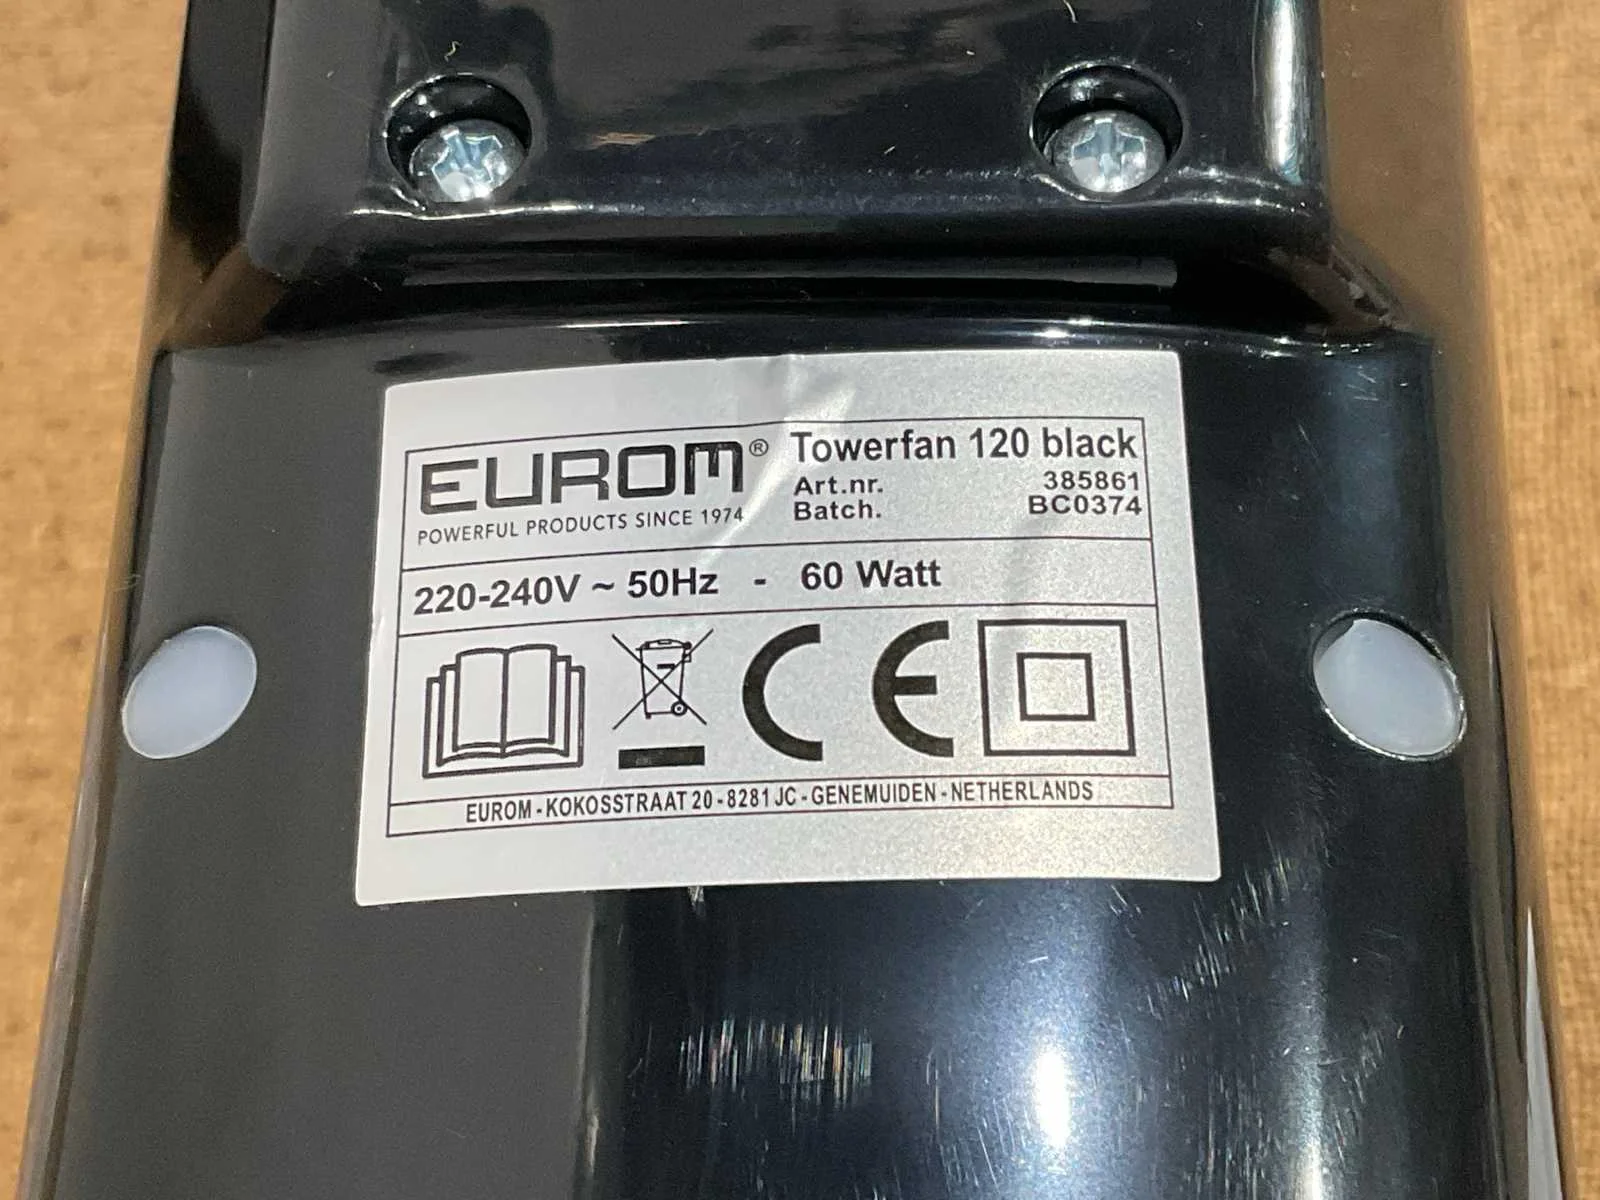 EUROM®
POWERFUL PRODUCTS SINCE 1974
Towerfan 120 black
Art.nr. 385861
Batch. BC0374
220-240V ~ 50Hz - 60 Watt
CE
EUROM - KOKOSSTRAAT 20 - 8281 JC - GENEMUIDEN - NETHERLANDS